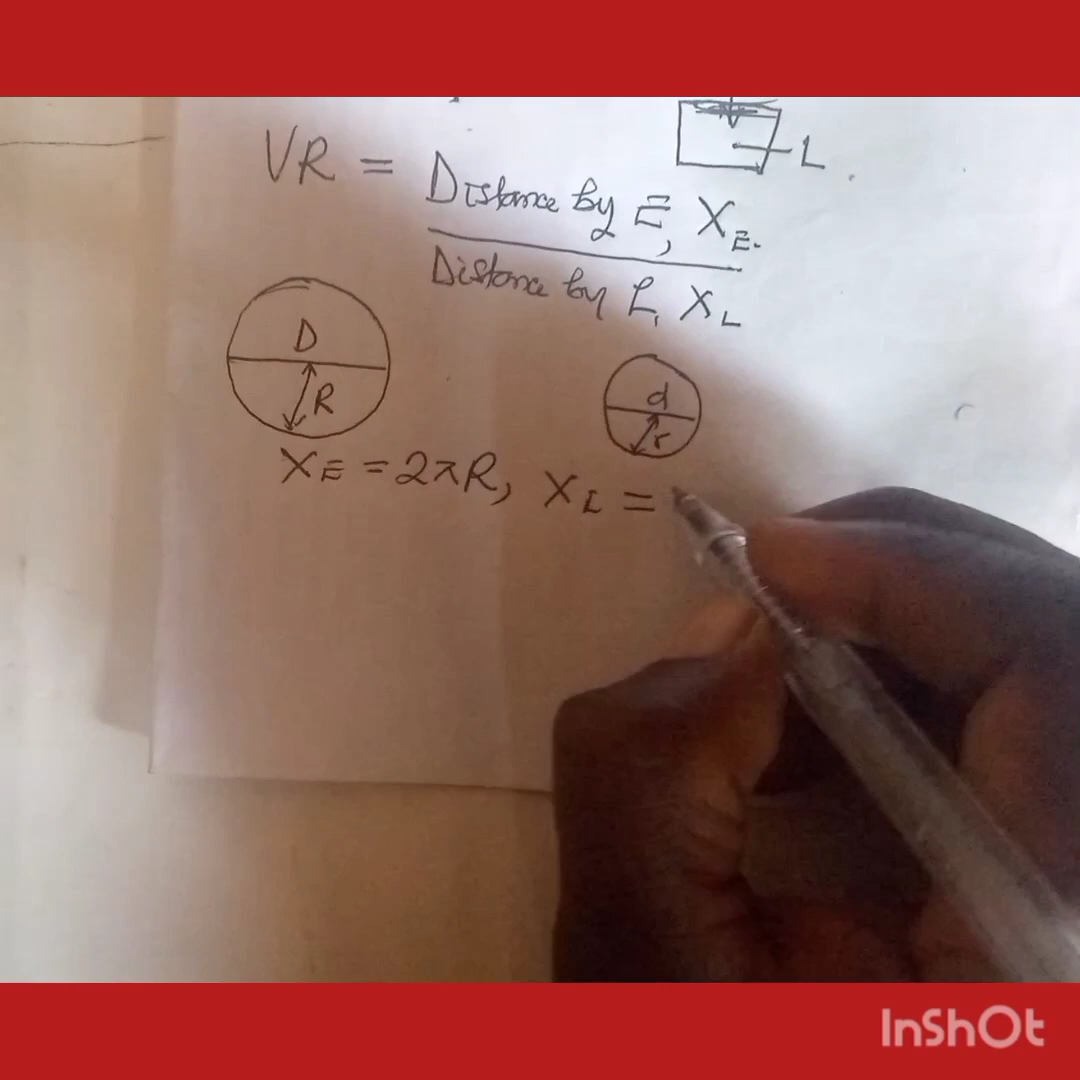 L
VR = Distance by E, XE.
Distance by L, XL
D
R
d
r
XE = 2πR, XL =
InShOt